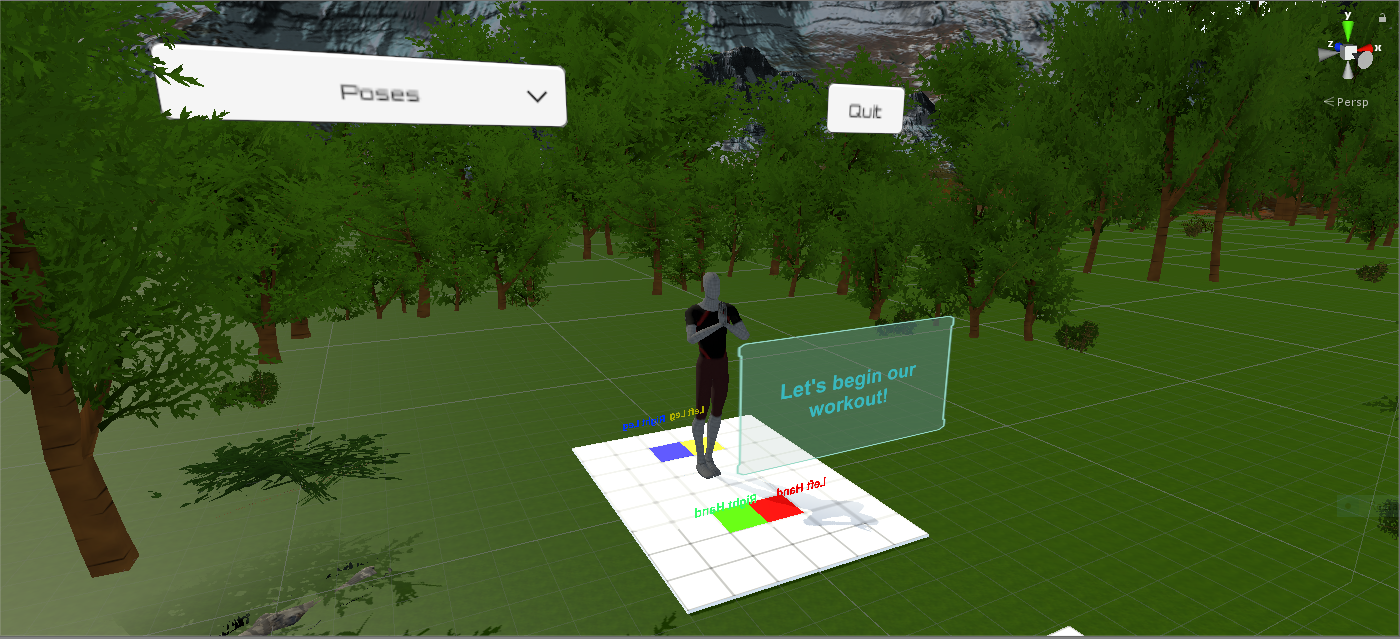 y
z
x
Poses
Quit
< Persp
Let's begin our
workout!
Left Leg
Left Hand
Right Hand